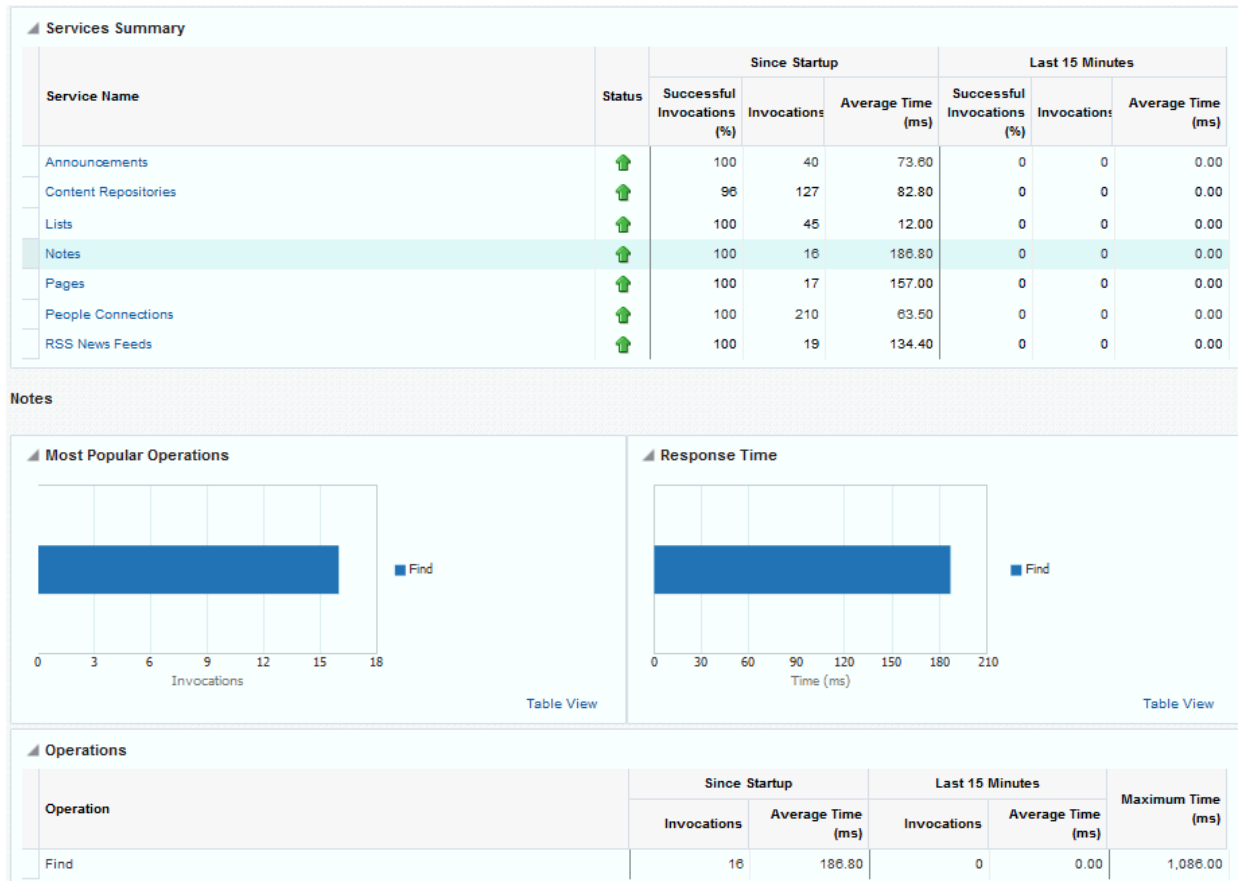 Services Summary
Since Startup Last 15 Minutes
Service Name Status Successful Invocations (%) Invocations Average Time (ms) Successful Invocations (%) Invocations Average Time (ms)
Announcements 100 40 73.60 0 0 0.00
Content Repositories 96 127 82.80 0 0 0.00
Lists 100 45 12.00 0 0 0.00
Notes 100 16 186.80 0 0 0.00
Pages 100 17 157.00 0 0 0.00
People Connections 100 210 63.50 0 0 0.00
RSS News Feeds 100 19 134.40 0 0 0.00
Notes
Most Popular Operations
Find
0 3 6 9 12 15 18
Invocations
Table View
Response Time
Find
0 30 60 90 120 150 180 210
Time (ms)
Table View
Operations
Since Startup Last 15 Minutes
Operation Invocations Average Time (ms) Invocations Average Time (ms) Maximum Time (ms)
Find 16 186.80 0 0.00 1,086.00